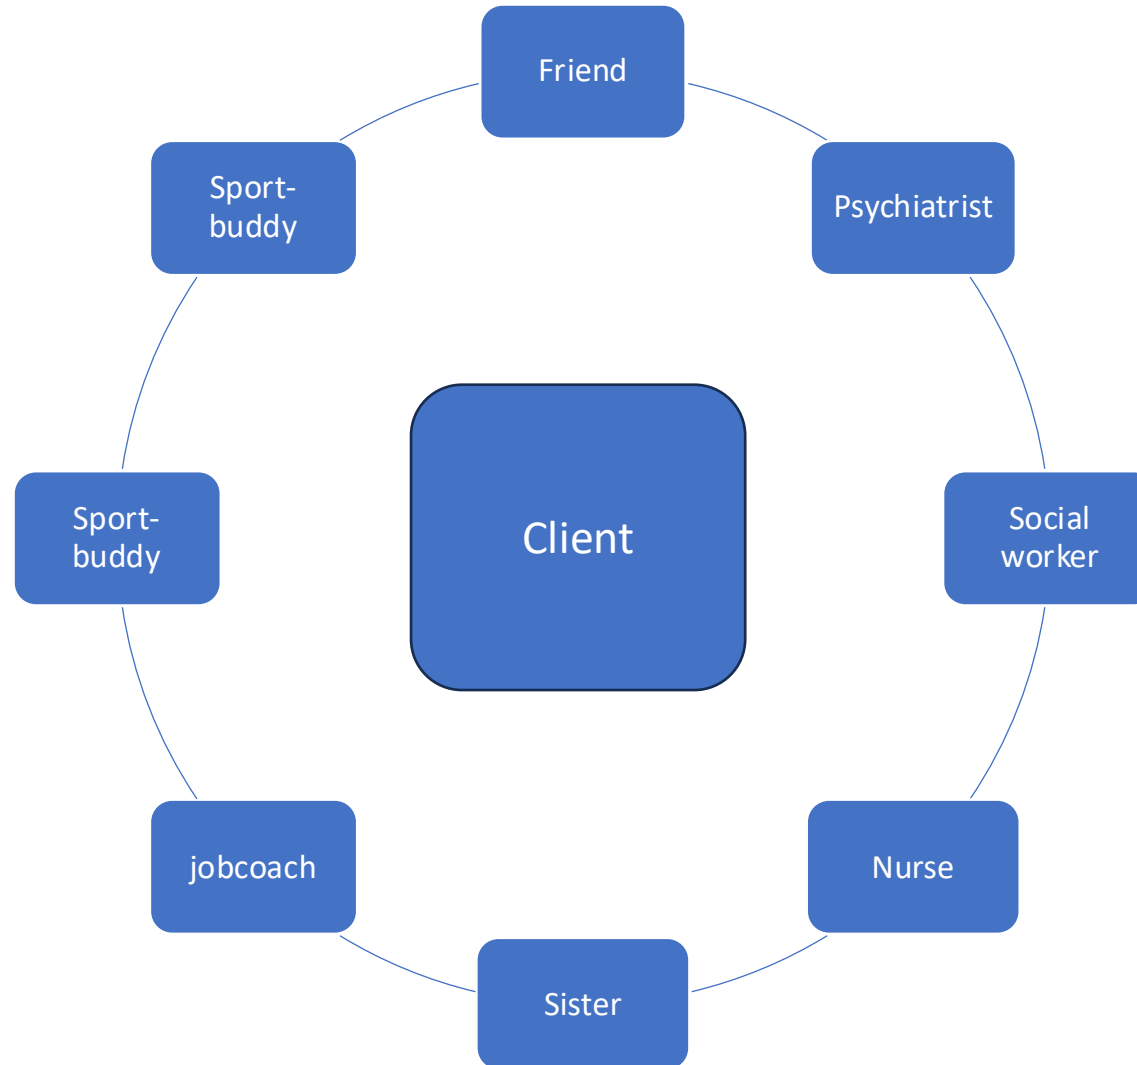 Friend
Sport-
buddy
Psychiatrist
Sport-
buddy
Client
Social
worker
jobcoach
Nurse
Sister